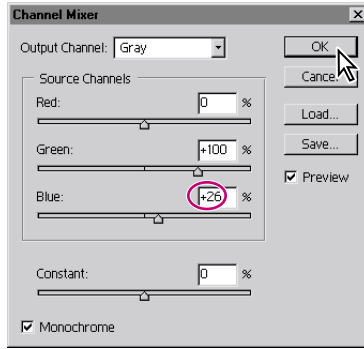 Channel Mixer
Output Channel: Gray
OK
Source Channels
Cancel
Red: 0 %
Load...
Green: +100 %
Save...
Preview
Blue: +26 %
Constant: 0 %
Monochrome